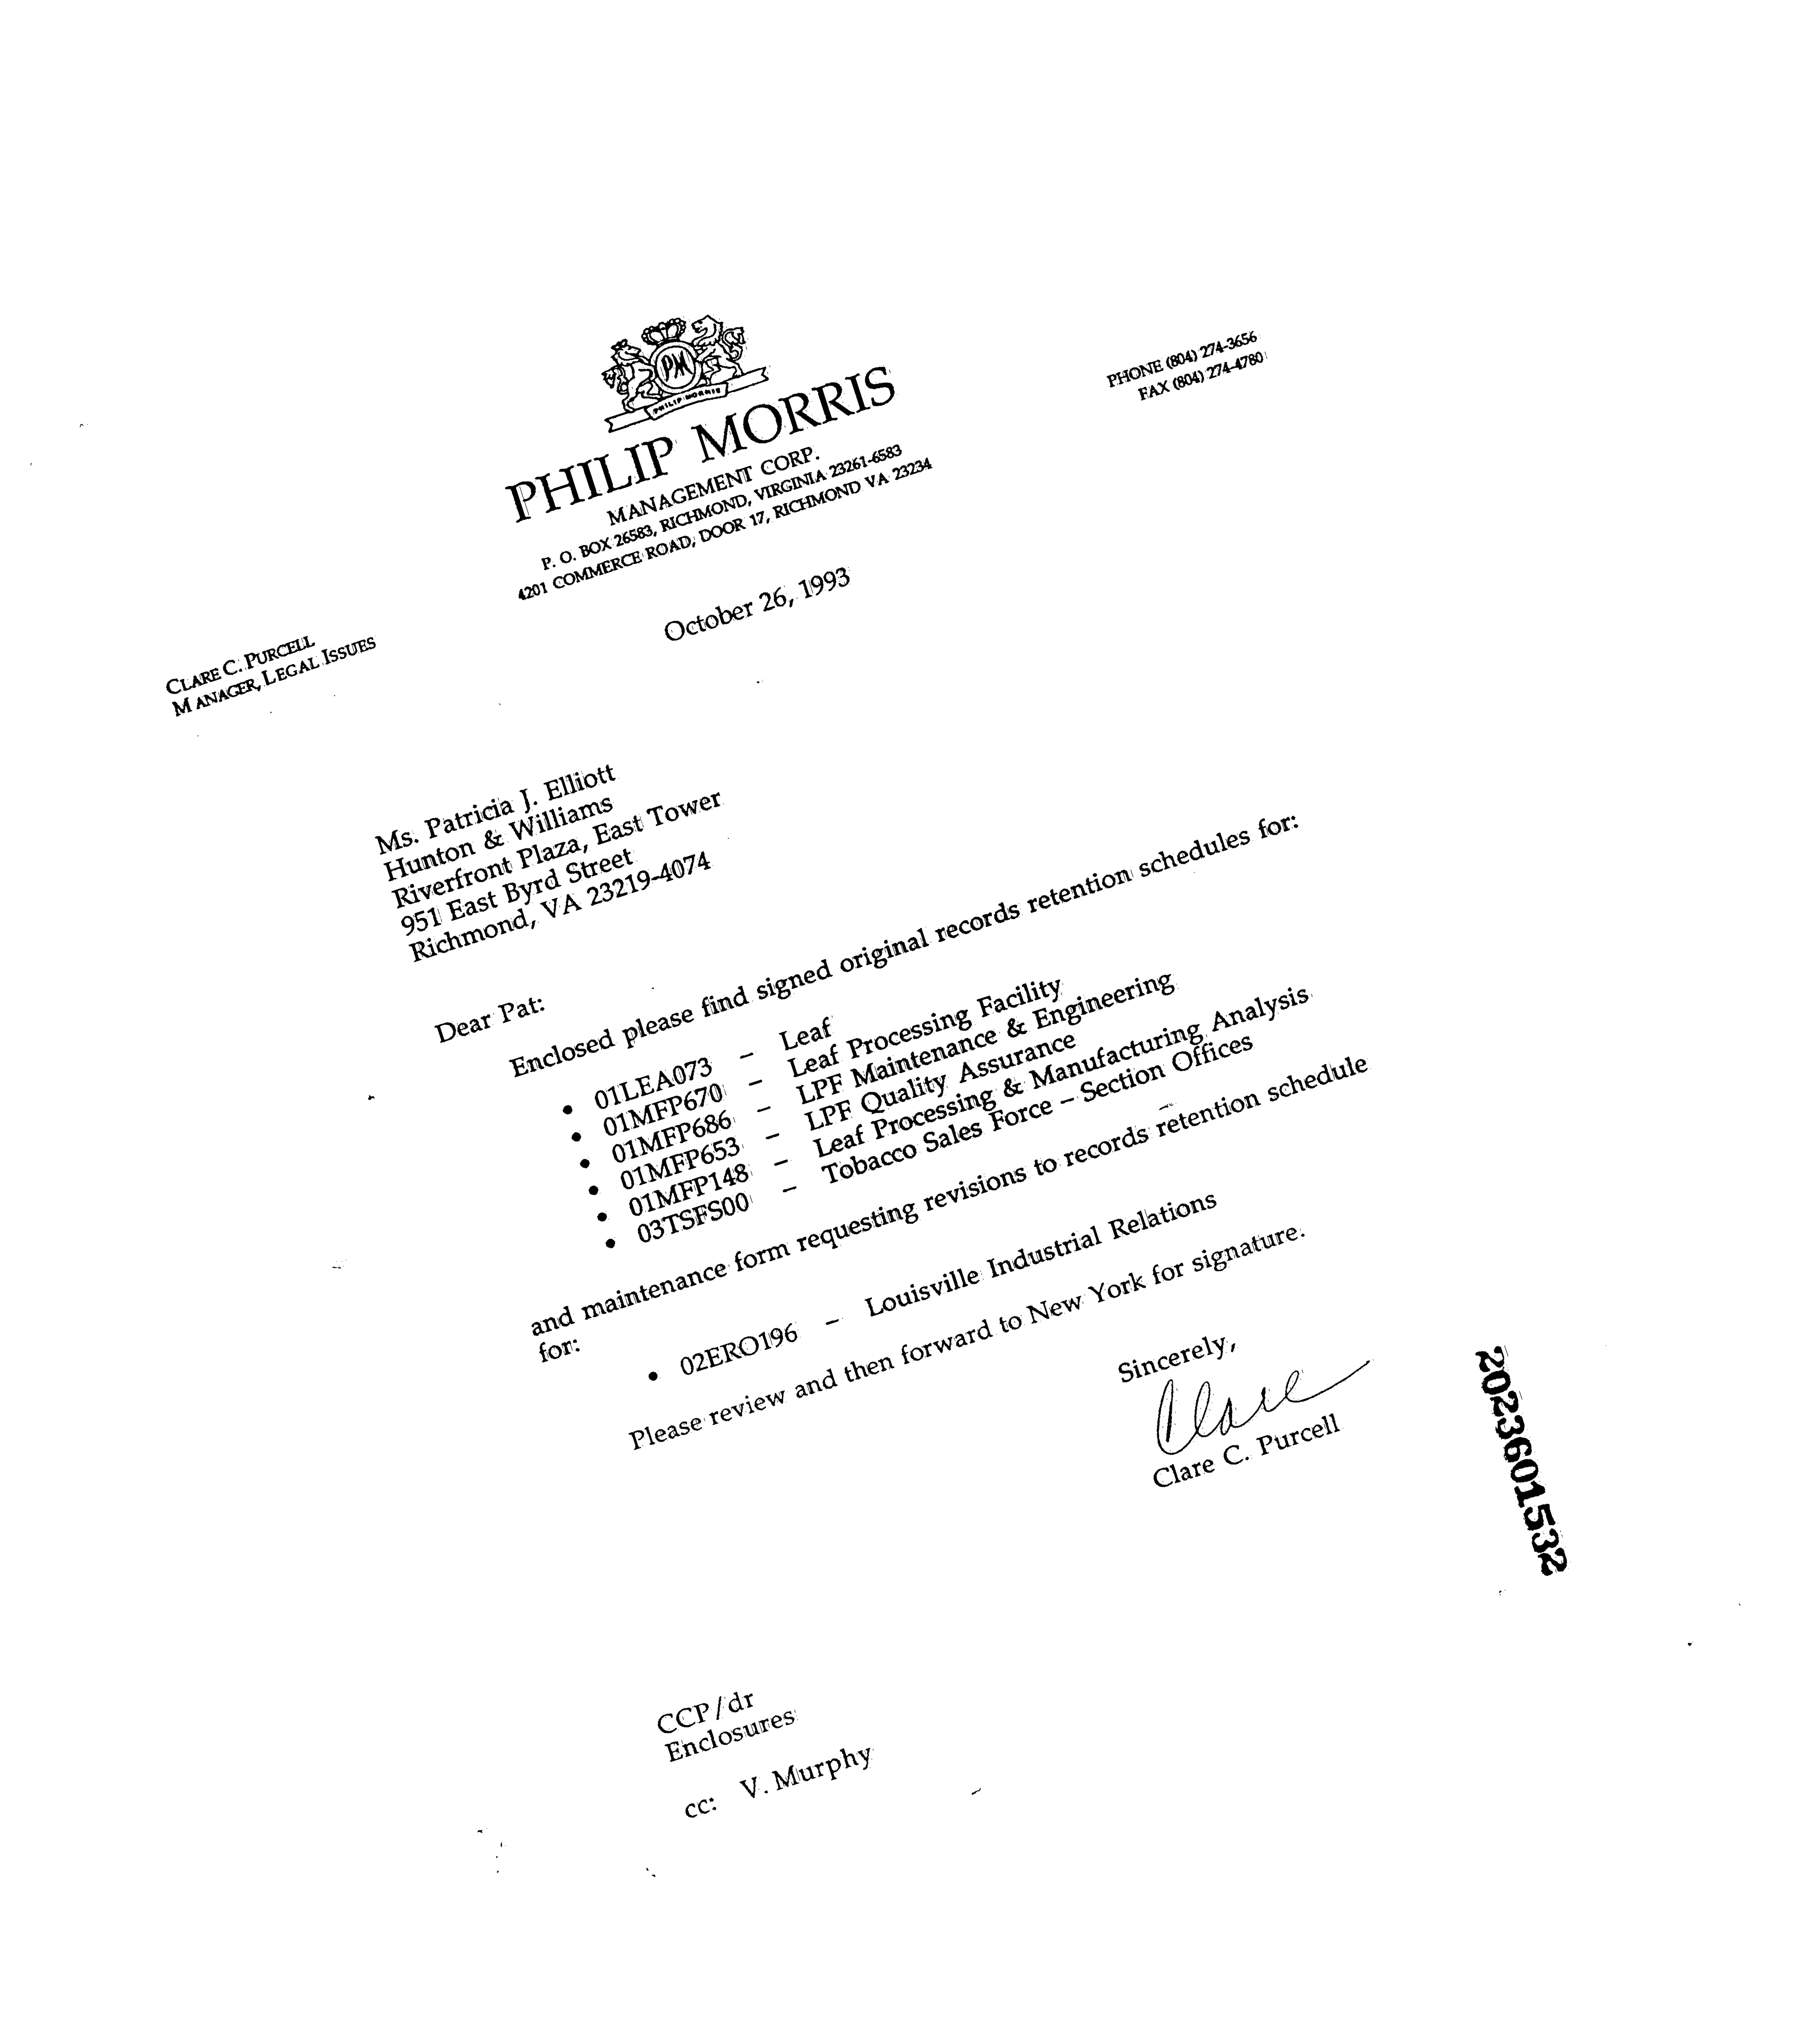 PM
PHILIP MORRIS
PHILIP MORRIS
MANAGEMENT CORP.
P. O. BOX 26583, RICHMOND, VIRGINIA 23261-6583
4201 COMMERCE ROAD, DOOR 17, RICHMOND VA 23234
PHONE (804) 274-3656
FAX (804) 274-4780
CLARE C. PURCELL
MANAGER, LEGAL ISSUES
October 26, 1993
Ms. Patricia J. Elliott
Hunton & Williams
Riverfront Plaza, East Tower
951 East Byrd Street
Richmond, VA 23219-4074
Dear Pat:
Enclosed please find signed original records retention schedules for:
• 01LEA073 – Leaf
• 01MFP670 – Leaf Processing Facility
• 01MFP686 – LPF Maintenance & Engineering
• 01MFP653 – LPF Quality Assurance
• 01MFP148 – Leaf Processing & Manufacturing Analysis
• 03TSFS00 – Tobacco Sales Force – Section Offices
and maintenance form requesting revisions to records retention schedule
for:
• 02ERO196 – Louisville Industrial Relations
Please review and then forward to New York for signature.
Sincerely,
Clare
Clare C. Purcell
2023601532
CCP/dr
Enclosures
cc: V. Murphy